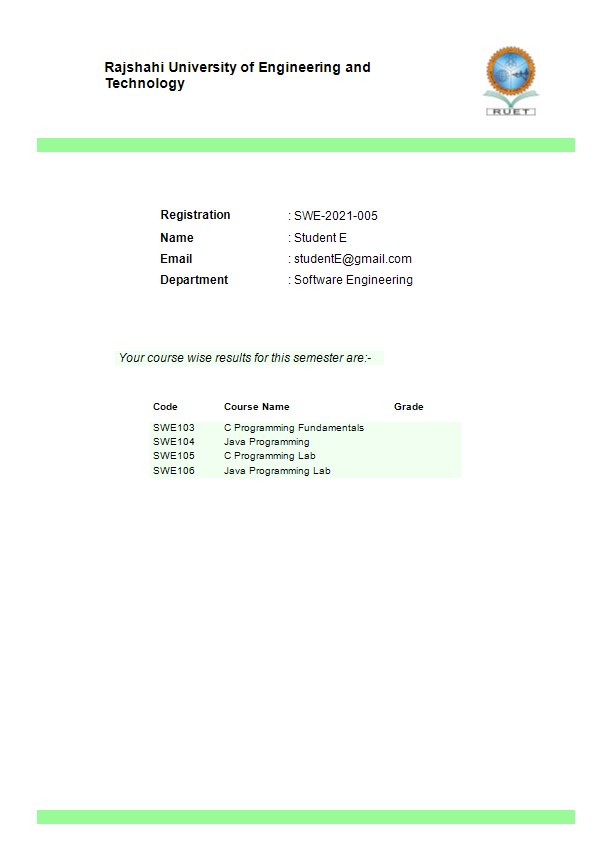 Rajshahi University of Engineering and
Technology
RUET
Registration : SWE-2021-005
Name : Student E
Email : studentE@gmail.com
Department : Software Engineering
Your course wise results for this semester are:-
Code Course Name Grade
SWE103 C Programming Fundamentals
SWE104 Java Programming
SWE105 C Programming Lab
SWE106 Java Programming Lab